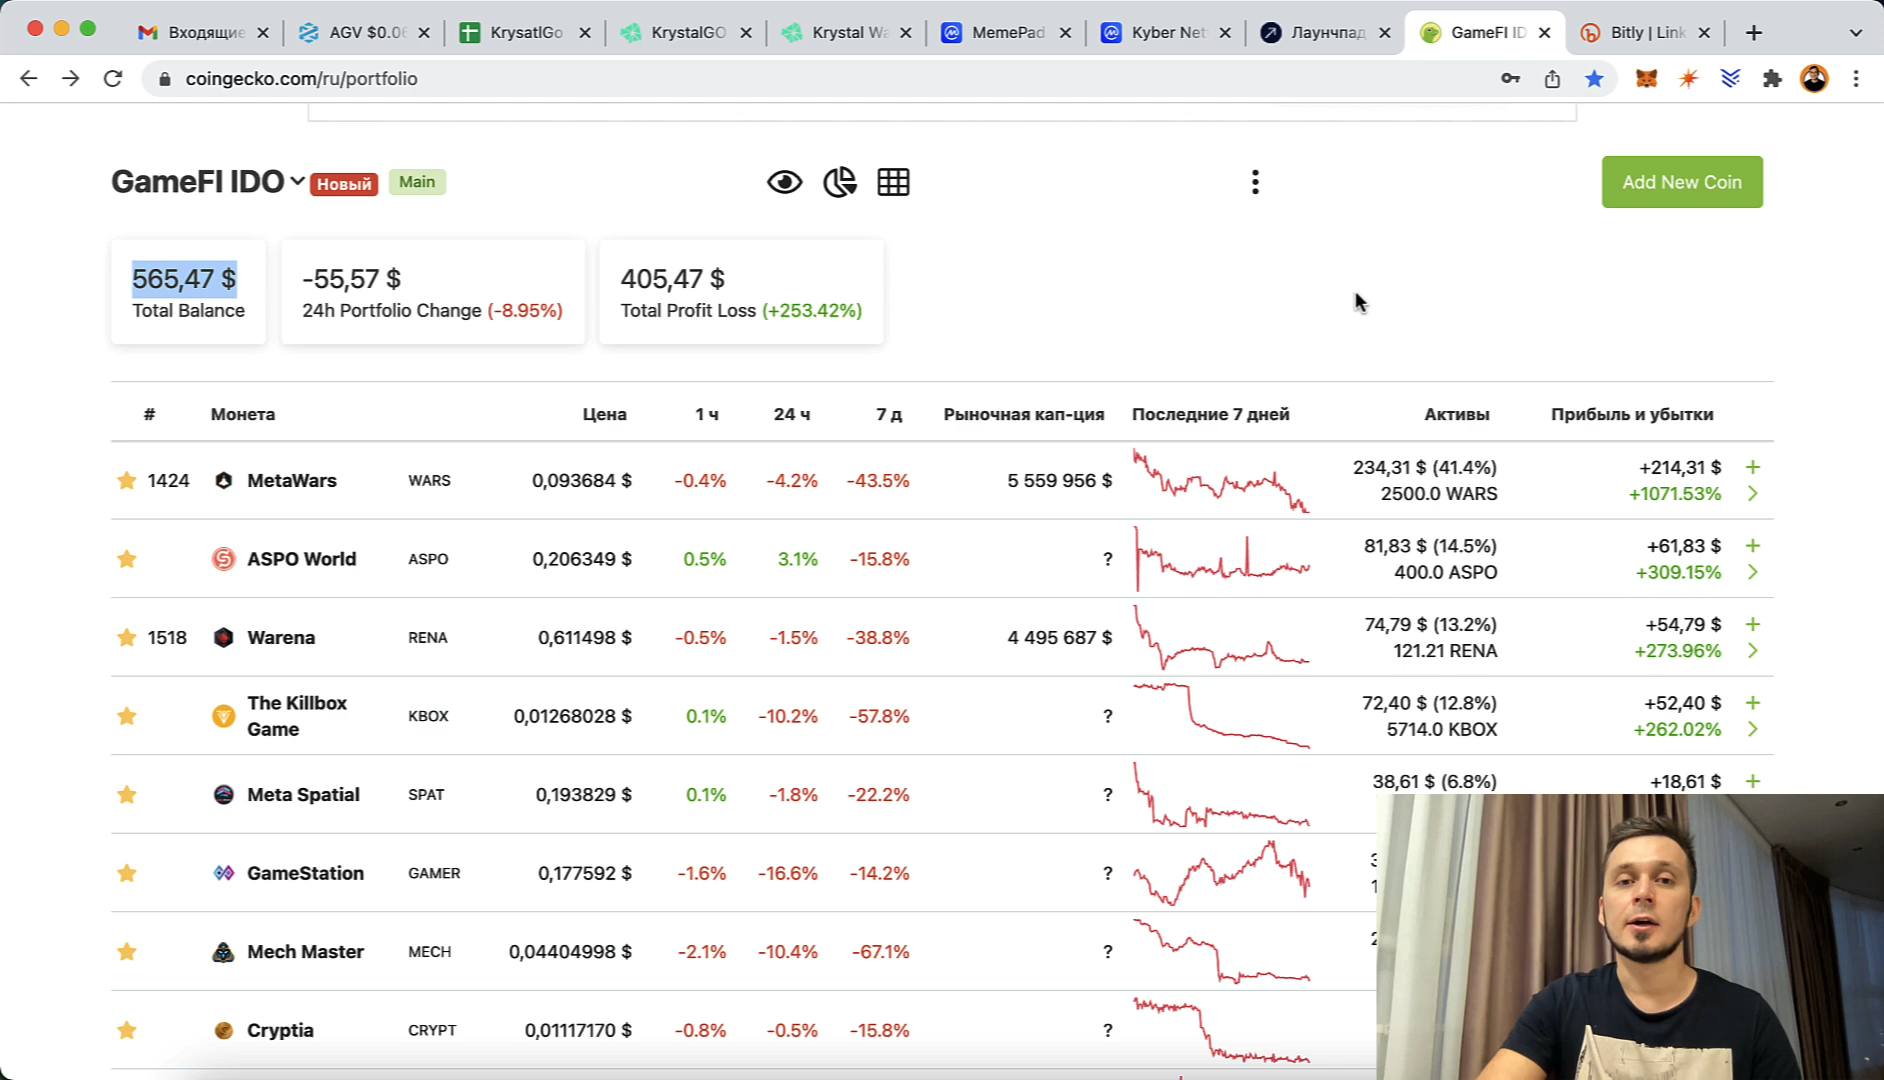 Входящие
AGV $0.06
KrysatlGo
KrystalGO
Krystal Wa
MemePad
Kyber Net
Лаунчпад
GameFI ID
Bitly | Link
coingecko.com/ru/portfolio
GameFI IDO Новый Main
Add New Coin
565,47 $ -55,57 $ 405,47 $
Total Balance 24h Portfolio Change (-8.95%) Total Profit Loss (+253.42%)
# Монета Цена 1 ч 24 ч 7 д Рыночная кап-ция Последние 7 дней Активы Прибыль и убытки
1424 MetaWars WARS 0,093684 $ -0.4% -4.2% -43.5% 5 559 956 $ 234,31 $ (41.4%) +214,31 $ +
2500.0 WARS +1071.53%
ASPO World ASPO 0,206349 $ 0.5% 3.1% -15.8% ? 81,83 $ (14.5%) +61,83 $ +
400.0 ASPO +309.15%
1518 Warena RENA 0,611498 $ -0.5% -1.5% -38.8% 4 495 687 $ 74,79 $ (13.2%) +54,79 $ +
121.21 RENA +273.96%
The Killbox Game KBOX 0,01268028 $ 0.1% -10.2% -57.8% ? 72,40 $ (12.8%) +52,40 $ +
5714.0 KBOX +262.02%
Meta Spatial SPAT 0,193829 $ 0.1% -1.8% -22.2% ? 38,61 $ (6.8%) +18,61 $ +
GameStation GAMER 0,177592 $ -1.6% -16.6% -14.2% ?
Mech Master MECH 0,04404998 $ -2.1% -10.4% -67.1% ?
Cryptia CRYPT 0,01117170 $ -0.8% -0.5% -15.8% ?